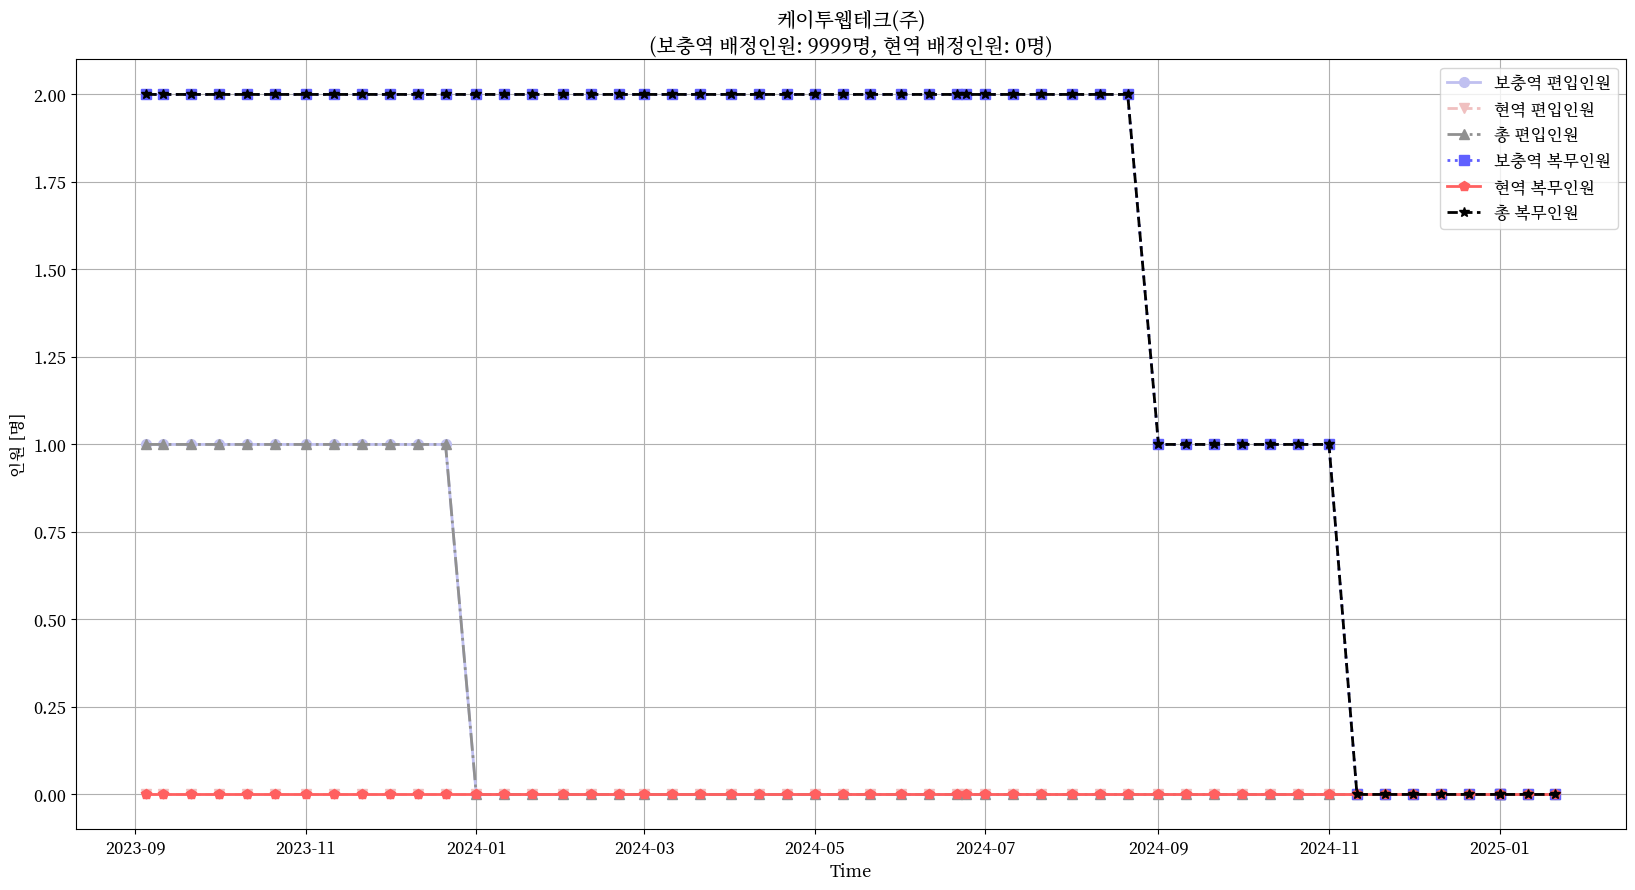 케이투웹테크(주)
(보충역 배정인원: 9999명, 현역 배정인원: 0명)
보충역 편입인원
현역 편입인원
총 편입인원
보충역 복무인원
현역 복무인원
총 복무인원
인원 [명]
2.00
1.75
1.50
1.25
1.00
0.75
0.50
0.25
0.00
2023-09 2023-11 2024-01 2024-03 2024-05 2024-07 2024-09 2024-11 2025-01
Time